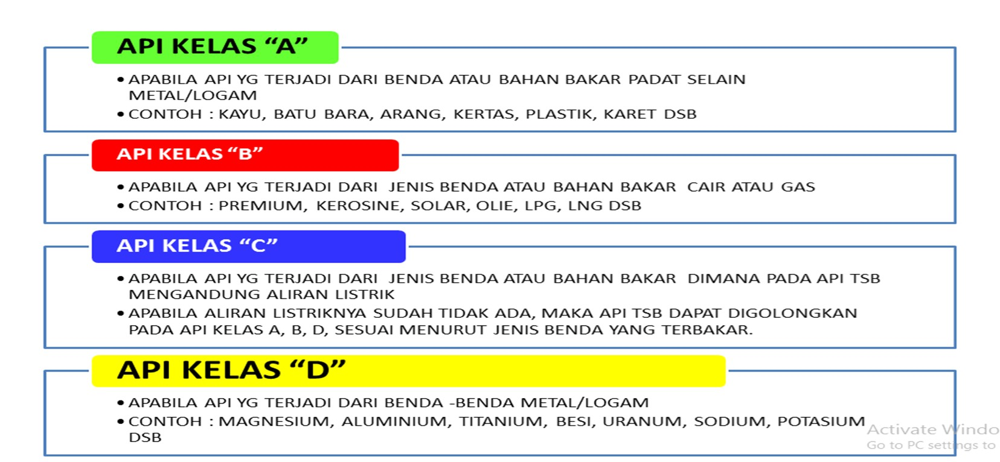 API KELAS “A”
• APABILA API YG TERJADI DARI BENDA ATAU BAHAN BAKAR PADAT SELAIN
METAL/LOGAM
• CONTOH : KAYU, BATU BARA, ARANG, KERTAS, PLASTIK, KARET DSB
API KELAS “B”
• APABILA API YG TERJADI DARI JENIS BENDA ATAU BAHAN BAKAR CAIR ATAU GAS
• CONTOH : PREMIUM, KEROSINE, SOLAR, OLIE, LPG, LNG DSB
API KELAS “C”
• APABILA API YG TERJADI DARI JENIS BENDA ATAU BAHAN BAKAR DIMANA PADA API TSB
MENGANDUNG ALIRAN LISTRIK
• APABILA ALIRAN LISTRIKNYA SUDAH TIDAK ADA, MAKA API TSB DAPAT DIGOLONGKAN
PADA API KELAS A, B, D, SESUAI MENURUT JENIS BENDA YANG TERBAKAR.
API KELAS “D”
• APABILA API YG TERJADI DARI BENDA -BENDA METAL/LOGAM
• CONTOH : MAGNESIUM, ALUMINIUM, TITANIUM, BESI, URANUM, SODIUM, POTASIUM
DSB
Activate Windo
Go to PC settings to